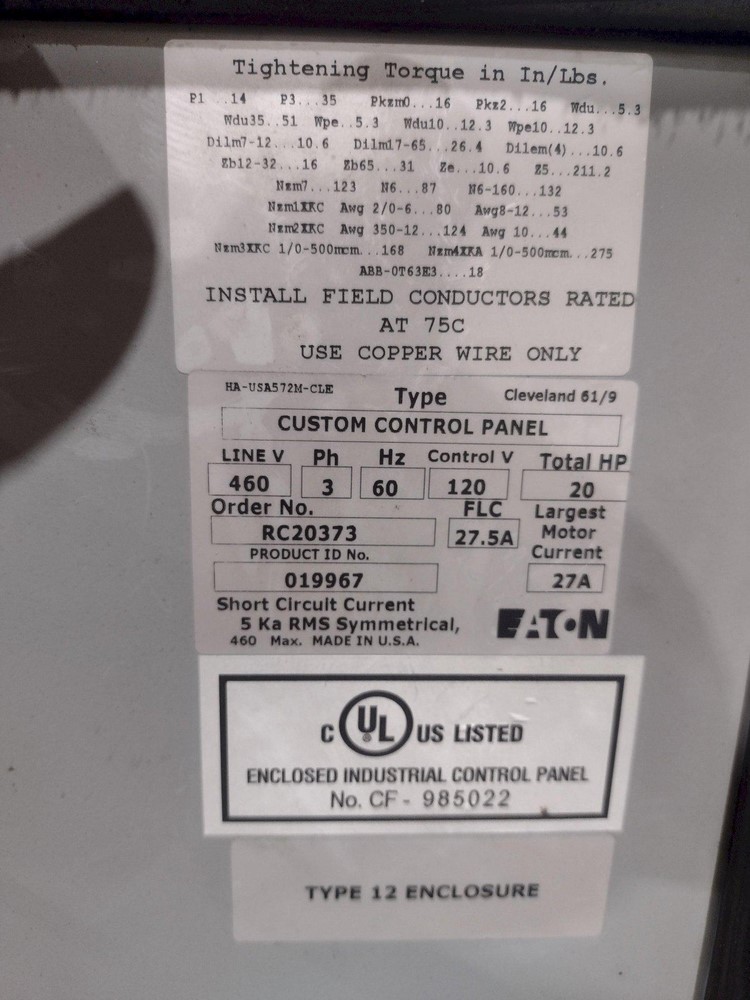 Tightening Torque in In/Lbs.
P1 ..14 P3...35 Pkzm0...16 Pkz2...16 Wdu...5.3
Wdu35..51 Wpe..5.3 Wdu10..12.3 Wpe10..12.3
Dilm7-12...10.6 Dilm17-65...26.4 Dilem(4)...10.6
Zb12-32...16 Zb65...31 Ze...10.6 Z5...211.2
Nzm7...123 N6...87 N6-160...132
Nzm1XKC Awg 2/0-6...80 Awg8-12...53
Nzm2XKC Awg 350-12...124 Awg 10...44
Nzm3XKC 1/0-500mcm...168 Nzm4XKA 1/0-500mcm...275
ABB-OT63E3....18
INSTALL FIELD CONDUCTORS RATED
AT 75C
USE COPPER WIRE ONLY
HA-USA572M-CLE Type Cleveland 61/9
CUSTOM CONTROL PANEL
LINE V Ph Hz Control V Total HP
460 3 60 120 20
Order No. FLC Largest
RC20373 27.5A Motor
PRODUCT ID No. Current
019967 27A
Short Circuit Current
5 Ka RMS Symmetrical,
460 Max. MADE IN U.S.A.
EATON
C UL ® US LISTED
ENCLOSED INDUSTRIAL CONTROL PANEL
No. CF - 985022
TYPE 12 ENCLOSURE